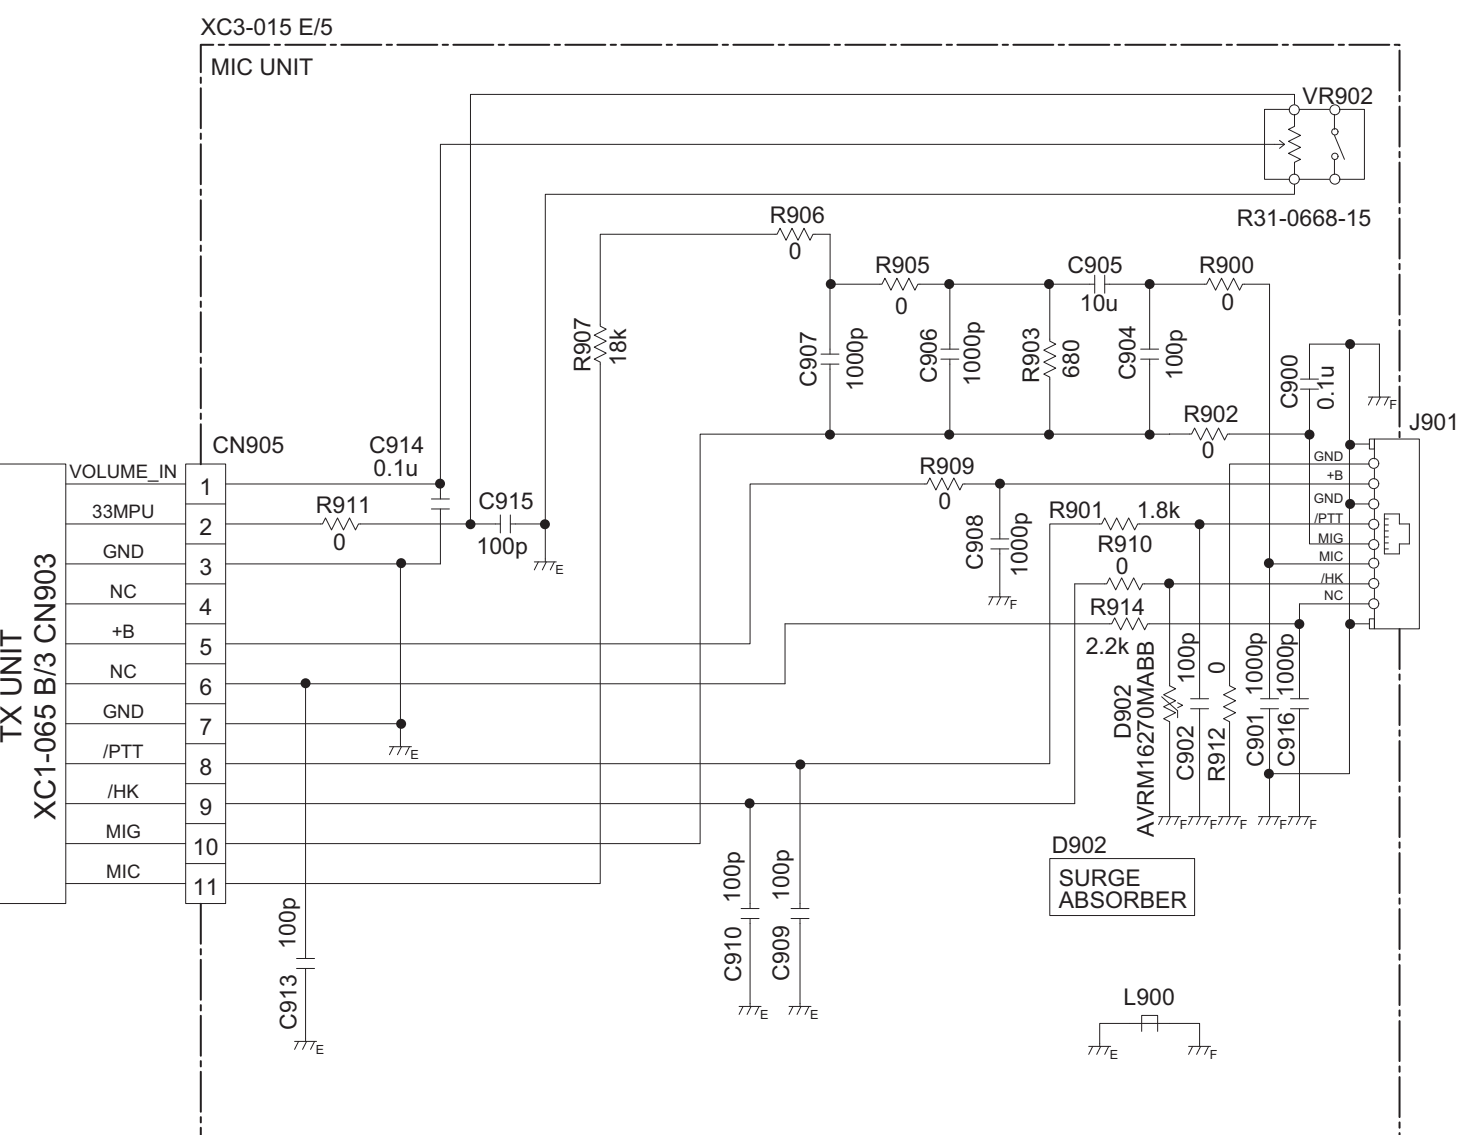 XC3-015 E/5
MIC UNIT
VR902
R31-0668-15
R906
0
R905
0
C905
10u
R900
0
R907
18k
C907
1000p
C906
1000p
R903
680
C904
100p
C900
0.1u
F
R902
0
J901
CN905
C914
0.1u
R909
0
GND
+B
GND
/PTT
MIG
MIC
/HK
NC
TX UNIT
XC1-065 B/3 CN903
VOLUME_IN
1
33MPU
2
GND
3
NC
4
+B
5
NC
6
GND
7
/PTT
8
/HK
9
MIG
10
MIC
11
R911
0
C915
100p
E
E
C908
1000p
F
R901
1.8k
R910
0
R914
2.2k
D902
AVRM16270MABB
C902
100p
R912
0
C901
1000p
C916
1000p
F
F
F
F
F
D902
SURGE
ABSORBER
C913
100p
E
C910
100p
E
C909
100p
E
L900
E
F